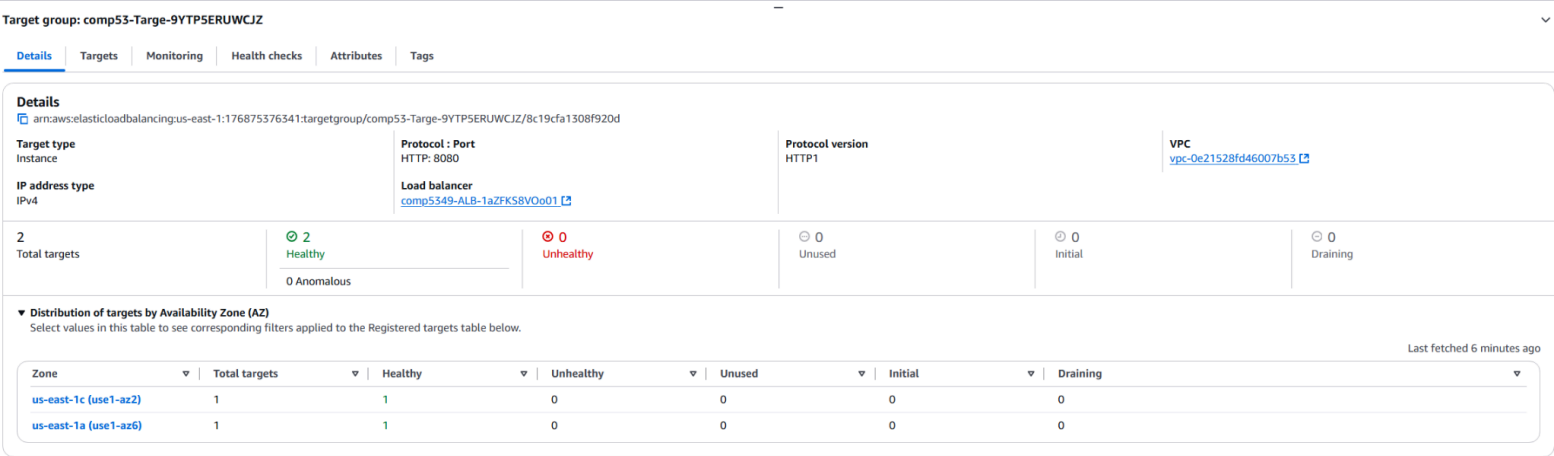 Target group: comp53-Targe-9YTP5ERUWCJZ
Details Targets Monitoring Health checks Attributes Tags
Details
arn:aws:elasticloadbalancing:us-east-1:176875376341:targetgroup/comp53-Targe-9YTP5ERUWCJZ/8c19cfa1308f920d
Target type
Instance
Protocol : Port
HTTP: 8080
Protocol version
HTTP1
VPC
vpc-0e21528fd46007b53
IP address type
IPv4
Load balancer
comp5349-ALB-1aZFKS8VOo01
2
Total targets
2
Healthy
0 Anomalous
0
Unhealthy
0
Unused
0
Initial
0
Draining
Distribution of targets by Availability Zone (AZ)
Select values in this table to see corresponding filters applied to the Registered targets table below.
Last fetched 6 minutes ago
Zone Total targets Healthy Unhealthy Unused Initial Draining
us-east-1c (use1-az2) 1 1 0 0 0 0
us-east-1a (use1-az6) 1 1 0 0 0 0